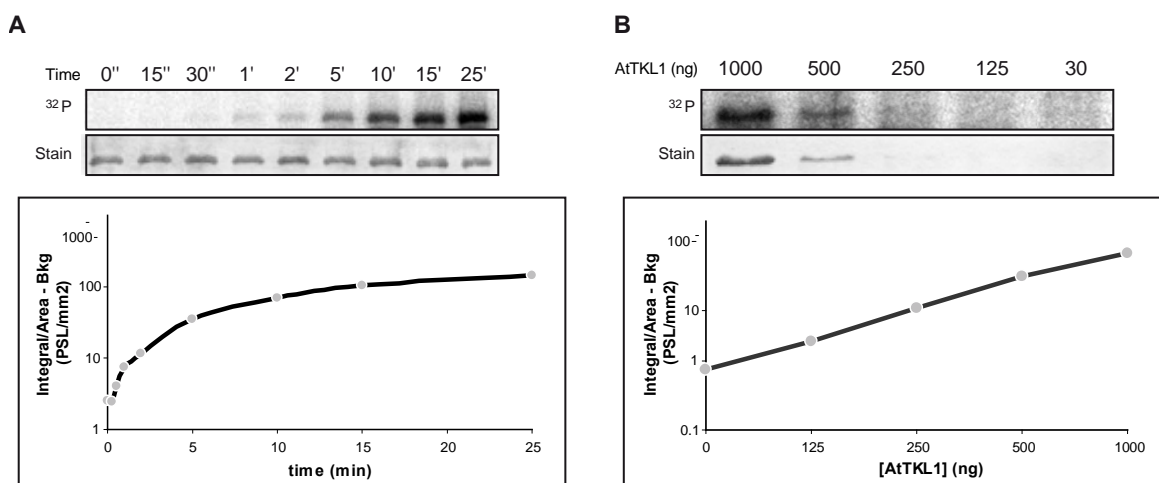 A
Time 0" 15" 30" 1' 2' 5' 10' 15' 25'
32P
Stain
1000
100
10
1
0 5 10 15 20 25
time (min)
Integral/Area - Bkg
(PSL/mm2)
B
AtTKL1 (ng) 1000 500 250 125 30
32P
Stain
100
10
1
0.1
0 125 250 500 1000
[AtTKL1] (ng)
Integral/Area - Bkg
(PSL/mm2)